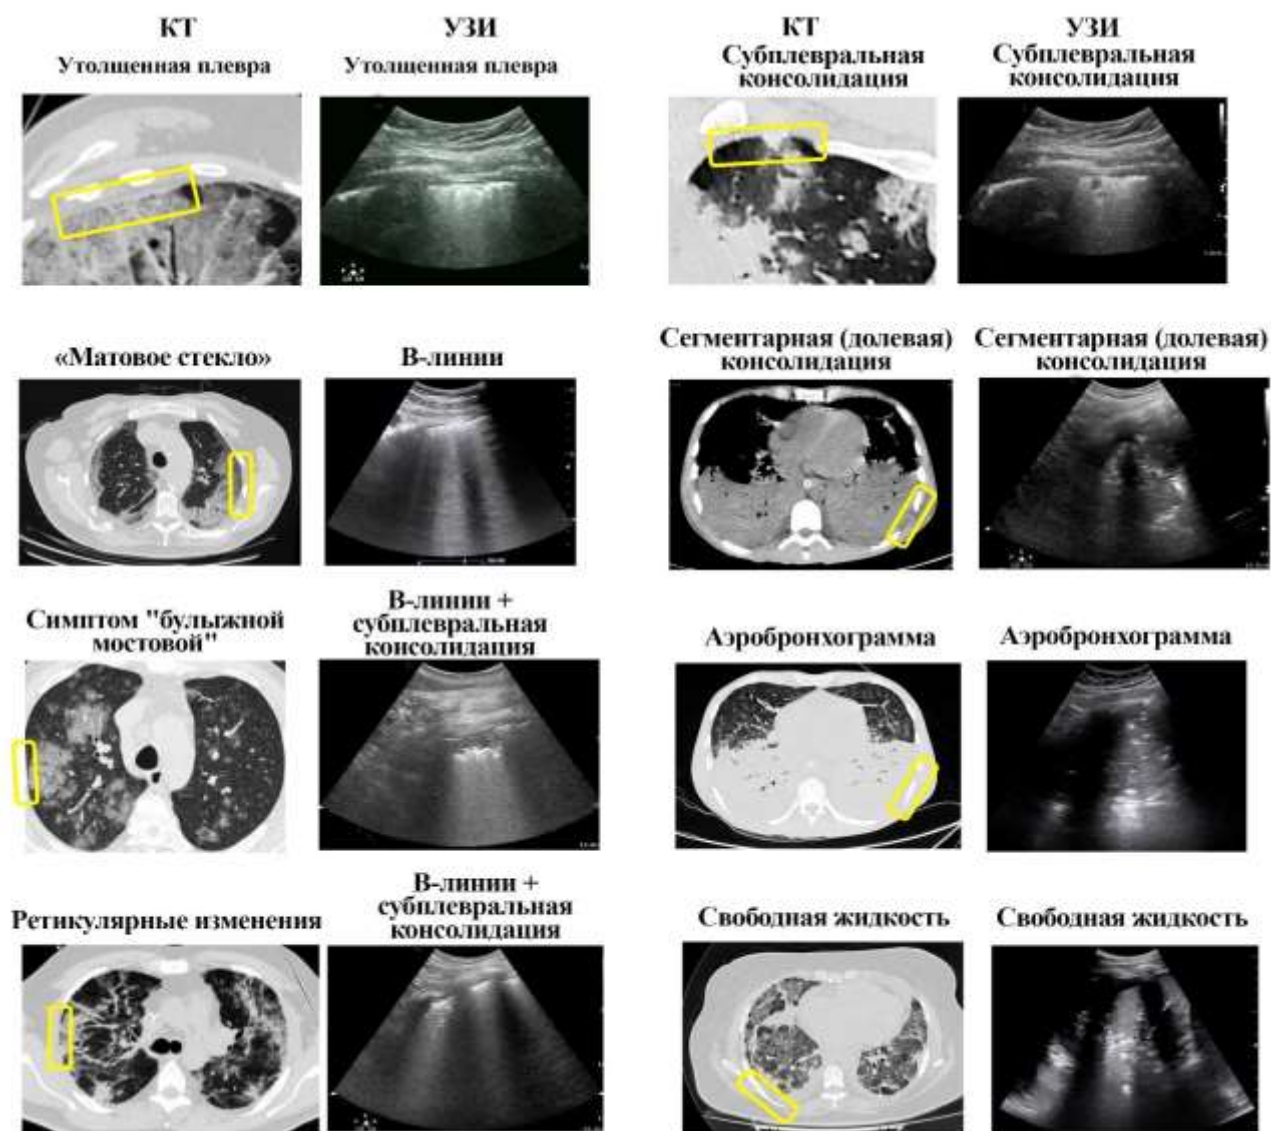 КТ
УЗИ
Утолщенная плевра
Утолщенная плевра
КТ
УЗИ
Субплевральная
консолидация
Субплевральная
консолидация
«Матовое стекло»
В-линии
Сегментарная (долевая)
консолидация
Сегментарная (долевая)
консолидация
Симптом "булыжной
мостовой"
В-линии +
субплевральная
консолидация
Аэробронхограмма
Аэробронхограмма
Ретикулярные изменения
В-линии +
субплевральная
консолидация
Свободная жидкость
Свободная жидкость